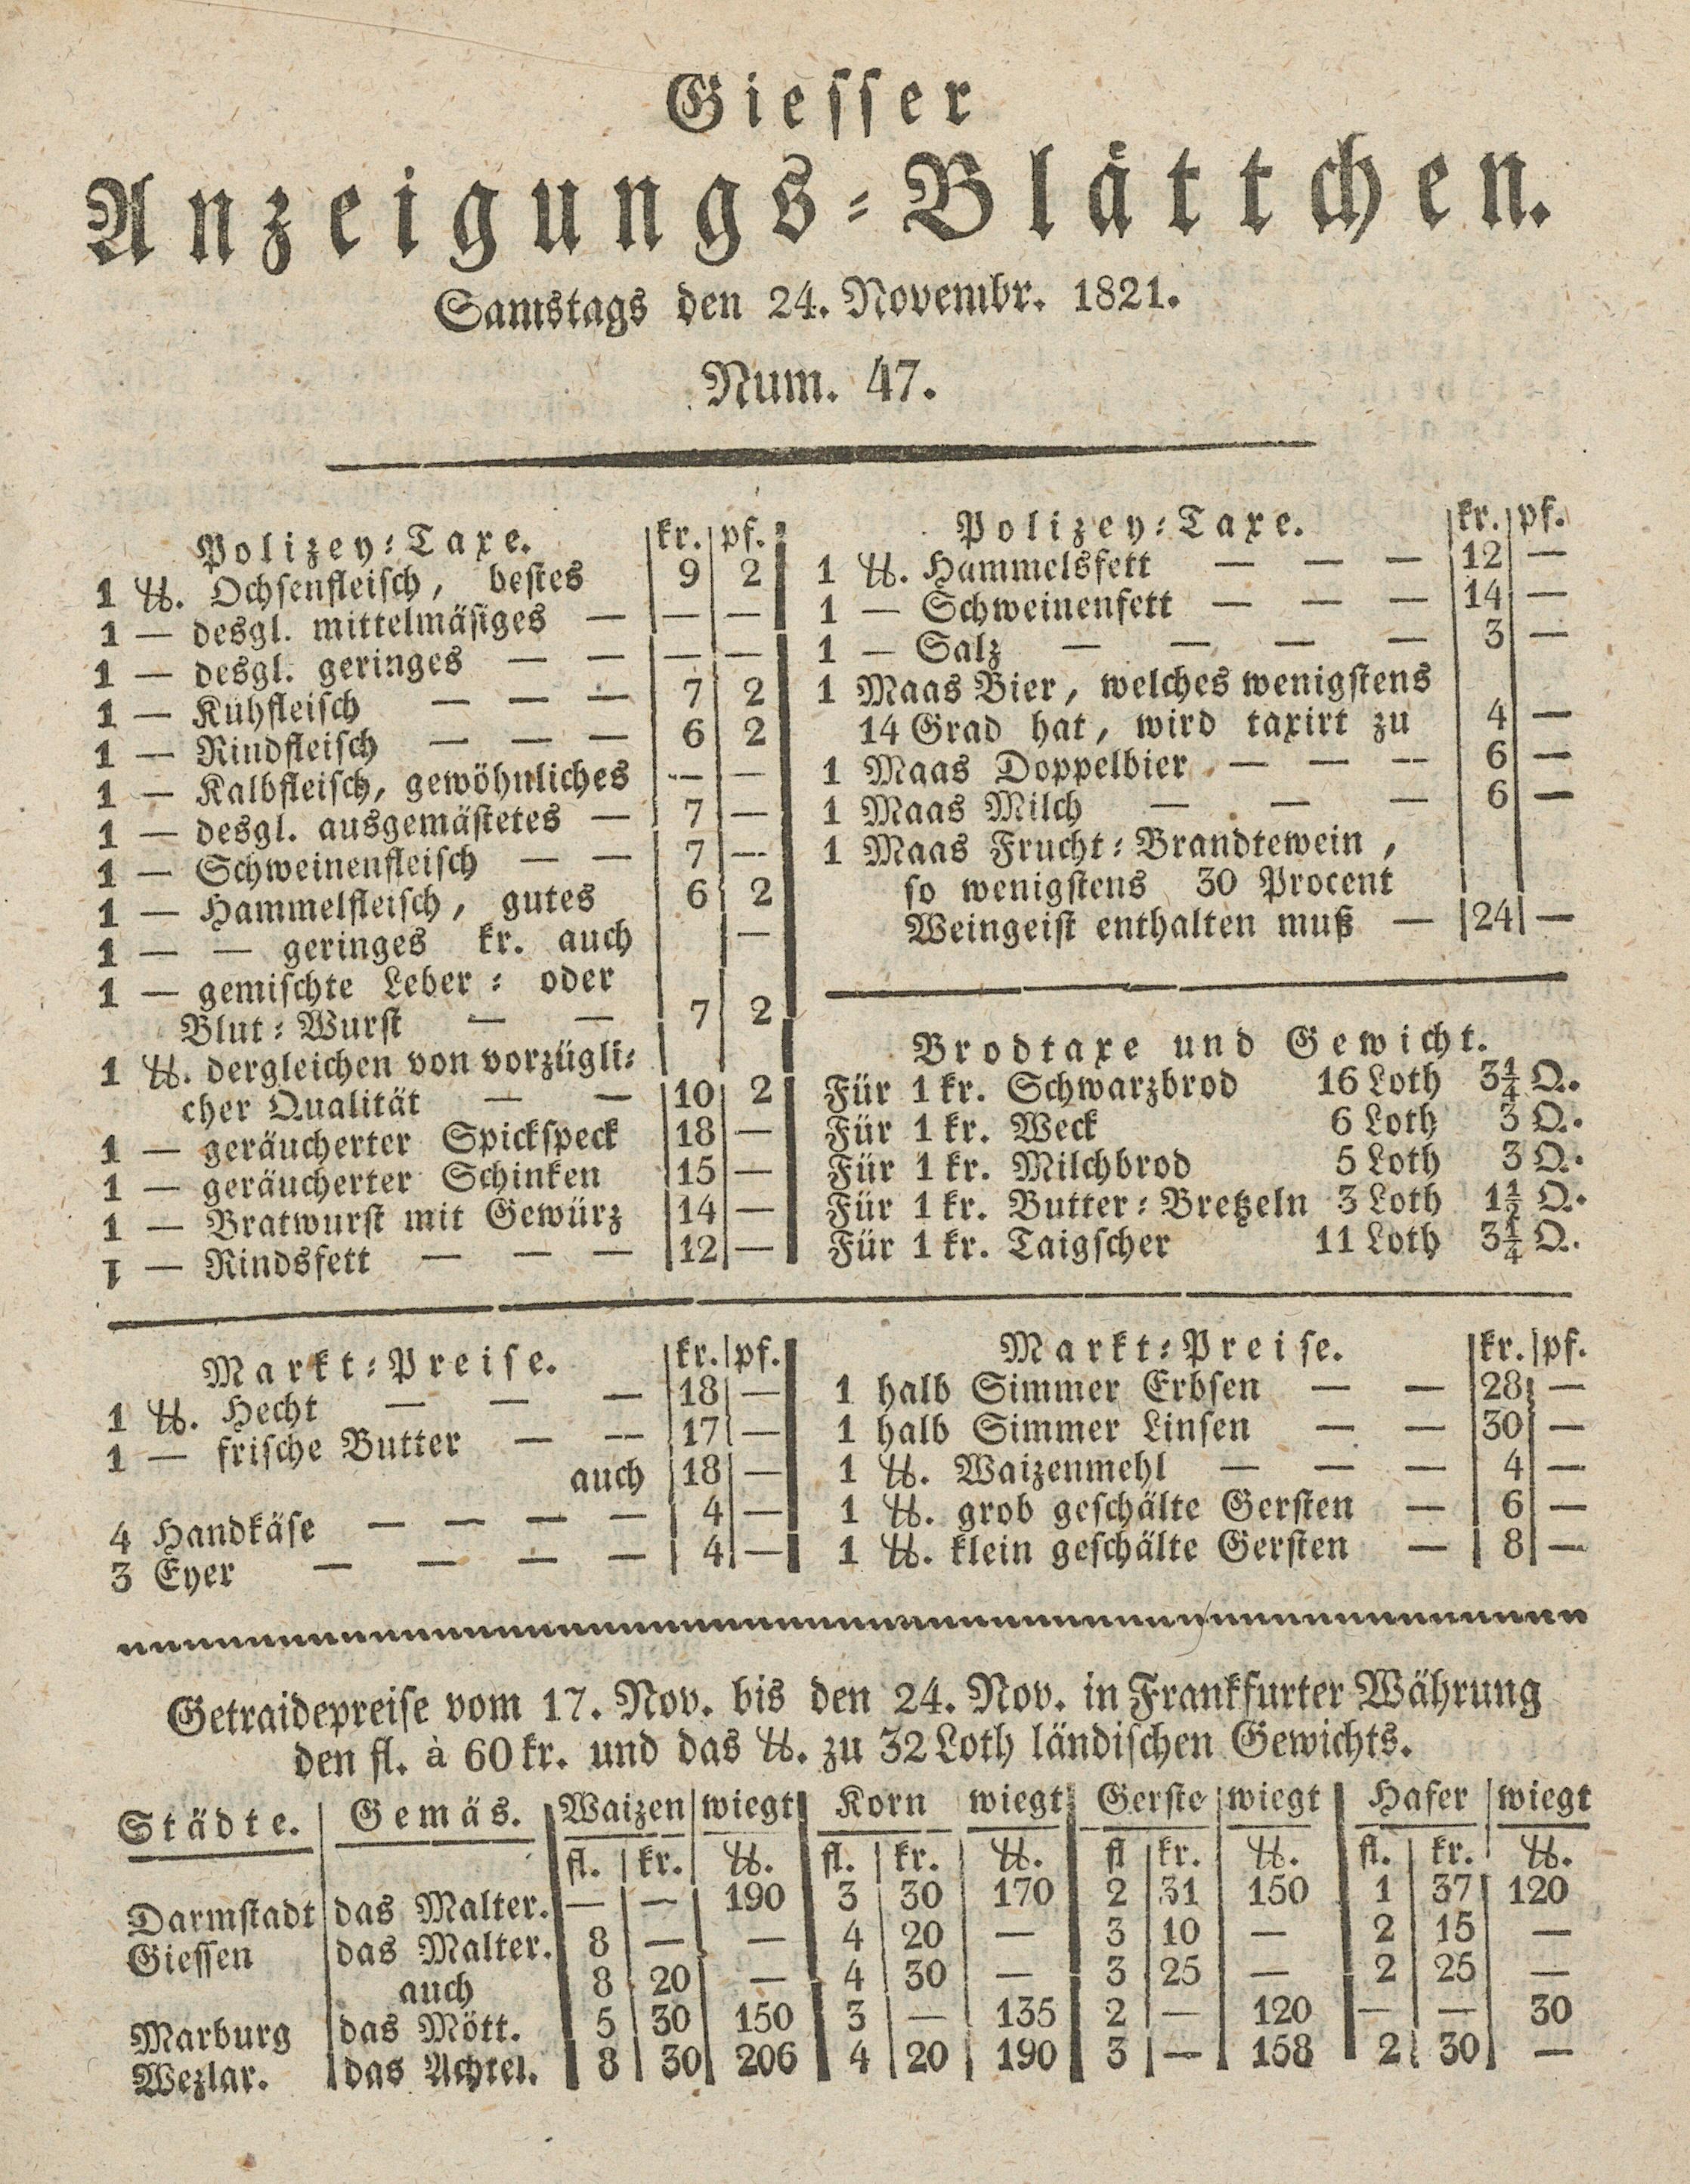 Giesser
Anzeigungs-Blättchen.
Samstags den 24. Novembr. 1821.
Num. 47.
Polizey-Taxe. kr. pf.
1 ℔. Ochsenfleisch, bestes 9 2
1 — desgl. mittelmäsiges — — —
1 — desgl. geringes — — — —
1 — Kühfleisch — — — 7 2
1 — Rindfleisch — — — 6 2
1 — Kalbfleisch, gewöhnliches — —
1 — desgl. ausgemästetes — 7 —
1 — Schweinenfleisch — — 7 —
1 — Hammelfleisch, gutes 6 2
1 — — geringes kr. auch —
1 — gemischte Leber- oder
Blut-Wurst — — 7 2
1 ℔. dergleichen von vorzügli-
cher Qualität — — 10 2
1 — geräucherter Spickspeck 18 —
1 — geräucherter Schinken 15 —
1 — Bratwurst mit Gewürz 14 —
1 — Rindsfett — — — 12 —
Polizey-Taxe. kr. pf.
1 ℔. Hammelsfett — — — 12 —
1 — Schweinenfett — — — 14 —
1 — Salz — — — — 3 —
1 Maas Bier, welches wenigstens
14 Grad hat, wird taxirt zu 4 —
1 Maas Doppelbier — — — 6 —
1 Maas Milch — — — 6 —
1 Maas Frucht-Brandtewein,
so wenigstens 30 Procent
Weingeist enthalten muß — 24 —
Brodtaxe und Gewicht.
Für 1 kr. Schwarzbrod 16 Loth 3¼ Q.
Für 1 kr. Weck 6 Loth 3 Q.
Für 1 kr. Milchbrod 5 Loth 3 Q.
Für 1 kr. Butter-Bretzeln 3 Loth 1½ Q.
Für 1 kr. Taigscher 11 Loth 3¼ Q.
Markt-Preise. kr. pf.
1 ℔. Hecht — — — 18 —
1 — frische Butter — — 17 —
auch 18 —
4 Handkäse — — — — 4 —
3 Eyer — — — — 4 —
Markt-Preise. kr. pf.
1 halb Simmer Erbsen — — 28 —
1 halb Simmer Linsen — — 30 —
1 ℔. Waizenmehl — — — 4 —
1 ℔. grob geschälte Gersten — 6 —
1 ℔. klein geschälte Gersten — 8 —
Getraidepreise vom 17. Nov. bis den 24. Nov. in Frankfurter Währung
den fl. à 60 kr. und das ℔. zu 32 Loth ländischen Gewichts.
Städte. Gemäs. Waizen wiegt Korn wiegt Gerste wiegt Hafer wiegt
fl. kr. ℔. fl. kr. ℔. fl kr. ℔. fl. kr. ℔.
Darmstadt das Malter. — — 190 3 30 170 2 31 150 1 37 120
Giessen das Malter. 8 — — 4 20 — 3 10 — 2 15 —
auch 8 20 — 4 30 — 3 25 — 2 25 —
Marburg das Mött. 5 30 150 3 — 135 2 — 120 — — 30
Wezlar. das Achtel. 8 30 206 4 20 190 3 — 158 2 30 —